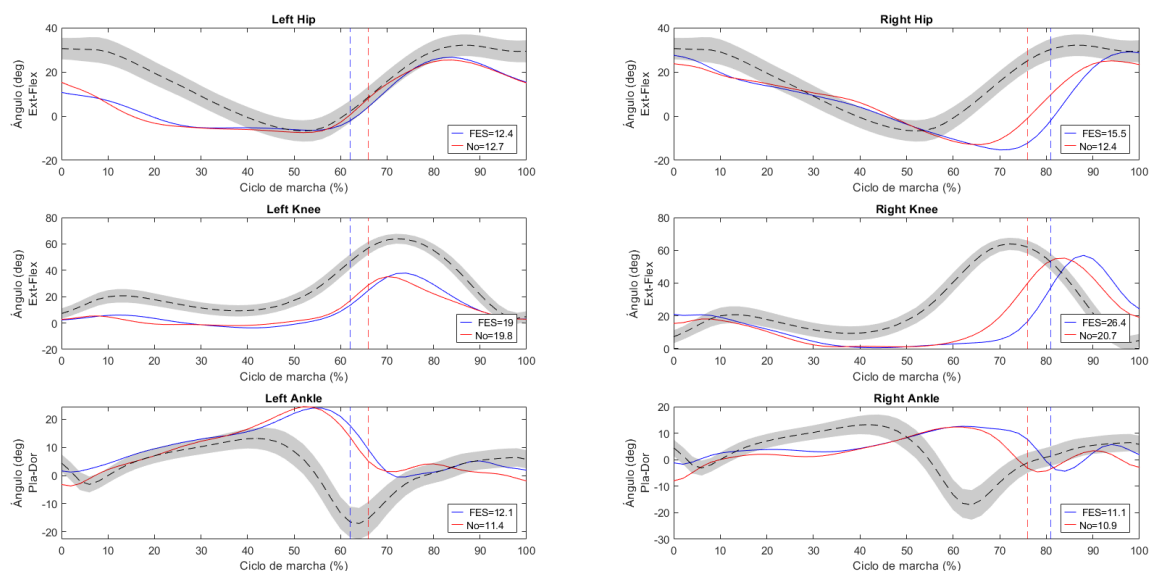 Left Hip
Ángulo (deg)
Ext-Flex
40
20
0
-20
FES=12.4
No=12.7
0 10 20 30 40 50 60 70 80 90 100
Ciclo de marcha (%)
Right Hip
Ángulo (deg)
Ext-Flex
40
20
0
-20
FES=15.5
No=12.4
0 10 20 30 40 50 60 70 80 90 100
Ciclo de marcha (%)
Left Knee
Ángulo (deg)
Ext-Flex
80
60
40
20
0
-20
FES=19
No=19.8
0 10 20 30 40 50 60 70 80 90 100
Ciclo de marcha (%)
Right Knee
Ángulo (deg)
Ext-Flex
80
60
40
20
0
FES=26.4
No=20.7
0 10 20 30 40 50 60 70 80 90 100
Ciclo de marcha (%)
Left Ankle
Ángulo (deg)
Pla-Dor
20
10
0
-10
-20
FES=12.1
No=11.4
0 10 20 30 40 50 60 70 80 90 100
Ciclo de marcha (%)
Right Ankle
Ángulo (deg)
Pla-Dor
20
10
0
-10
-20
-30
FES=11.1
No=10.9
0 10 20 30 40 50 60 70 80 90 100
Ciclo de marcha (%)